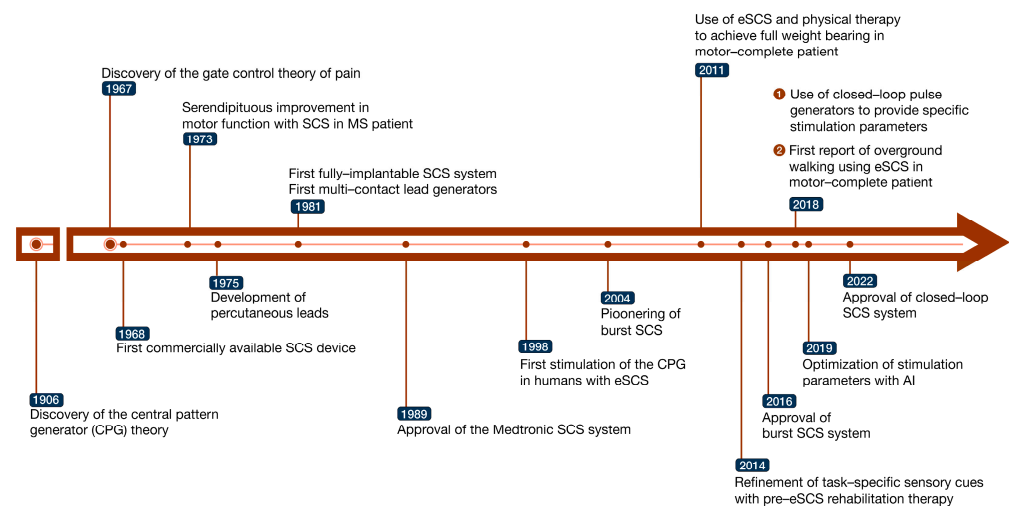 Use of eSCS and physical therapy
to achieve full weight bearing in
motor–complete patient
2011
Discovery of the gate control theory of pain
1967
Serendipituous improvement in
motor function with SCS in MS patient
1973
First fully–implantable SCS system
First multi–contact lead generators
1981
1 Use of closed–loop pulse
generators to provide specific
stimulation parameters
2 First report of overground
walking using eSCS in
motor–complete patient
2018
1975
Development of
percutaneous leads
1968
First commercially available SCS device
1906
Discovery of the central pattern
generator (CPG) theory
1989
Approval of the Medtronic SCS system
1998
First stimulation of the CPG
in humans with eSCS
2004
Pioonering of
burst SCS
2022
Approval of closed–loop
SCS system
2019
Optimization of stimulation
parameters with AI
2016
Approval of
burst SCS system
2014
Refinement of task–specific sensory cues
with pre–eSCS rehabilitation therapy